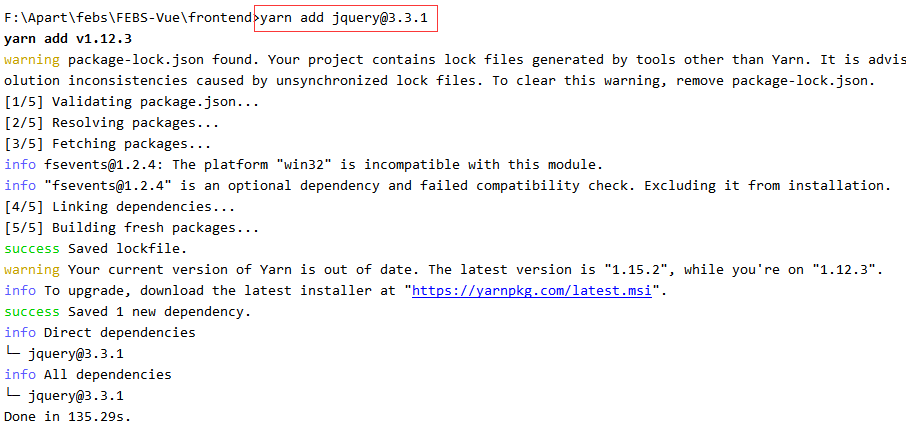 F:\Apart\febs\FEBS-Vue\frontend>yarn add jquery@3.3.1
yarn add v1.12.3
warning package-lock.json found. Your project contains lock files generated by tools other than Yarn. It is advis
olution inconsistencies caused by unsynchronized lock files. To clear this warning, remove package-lock.json.
[1/5] Validating package.json...
[2/5] Resolving packages...
[3/5] Fetching packages...
info fsevents@1.2.4: The platform "win32" is incompatible with this module.
info "fsevents@1.2.4" is an optional dependency and failed compatibility check. Excluding it from installation.
[4/5] Linking dependencies...
[5/5] Building fresh packages...
success Saved lockfile.
warning Your current version of Yarn is out of date. The latest version is "1.15.2", while you're on "1.12.3".
info To upgrade, download the latest installer at "https://yarnpkg.com/latest.msi".
success Saved 1 new dependency.
info Direct dependencies
└─ jquery@3.3.1
info All dependencies
└─ jquery@3.3.1
Done in 135.29s.